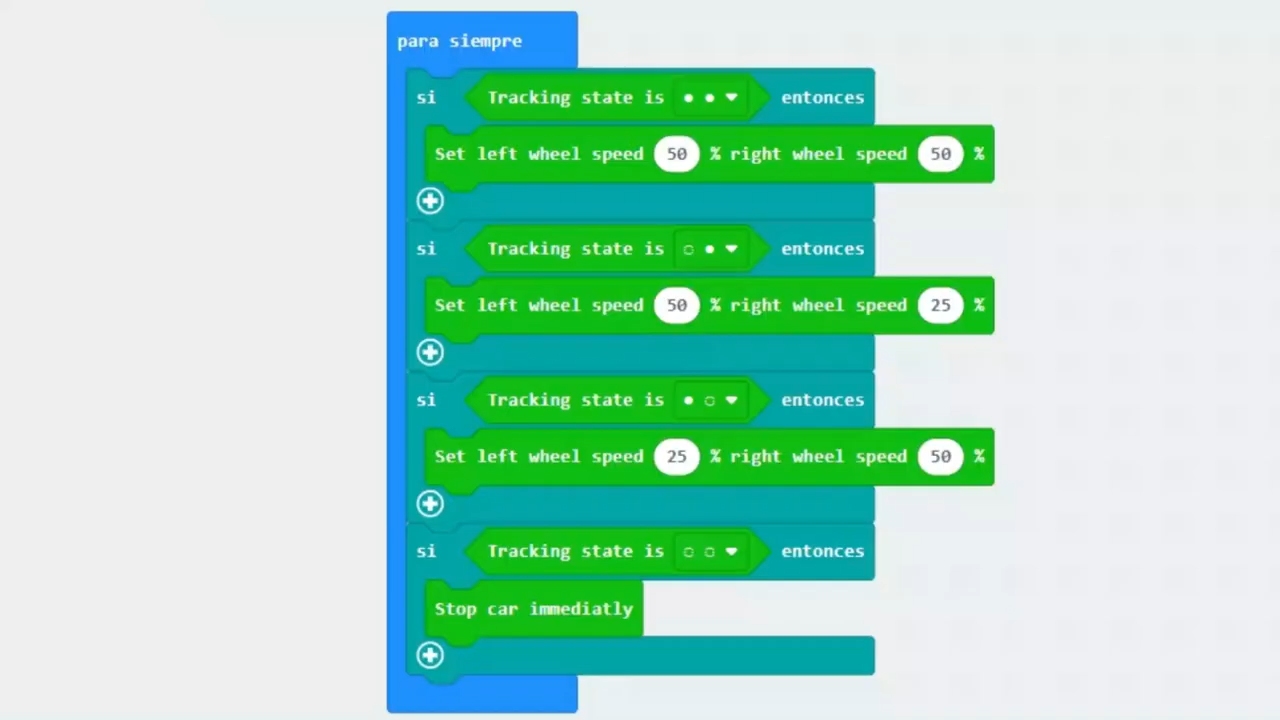 para siempre
si Tracking state is ● ● ▼ entonces
Set left wheel speed 50 % right wheel speed 50 %
si Tracking state is ○ ● ▼ entonces
Set left wheel speed 50 % right wheel speed 25 %
si Tracking state is ● ○ ▼ entonces
Set left wheel speed 25 % right wheel speed 50 %
si Tracking state is ○ ○ ▼ entonces
Stop car immediatly